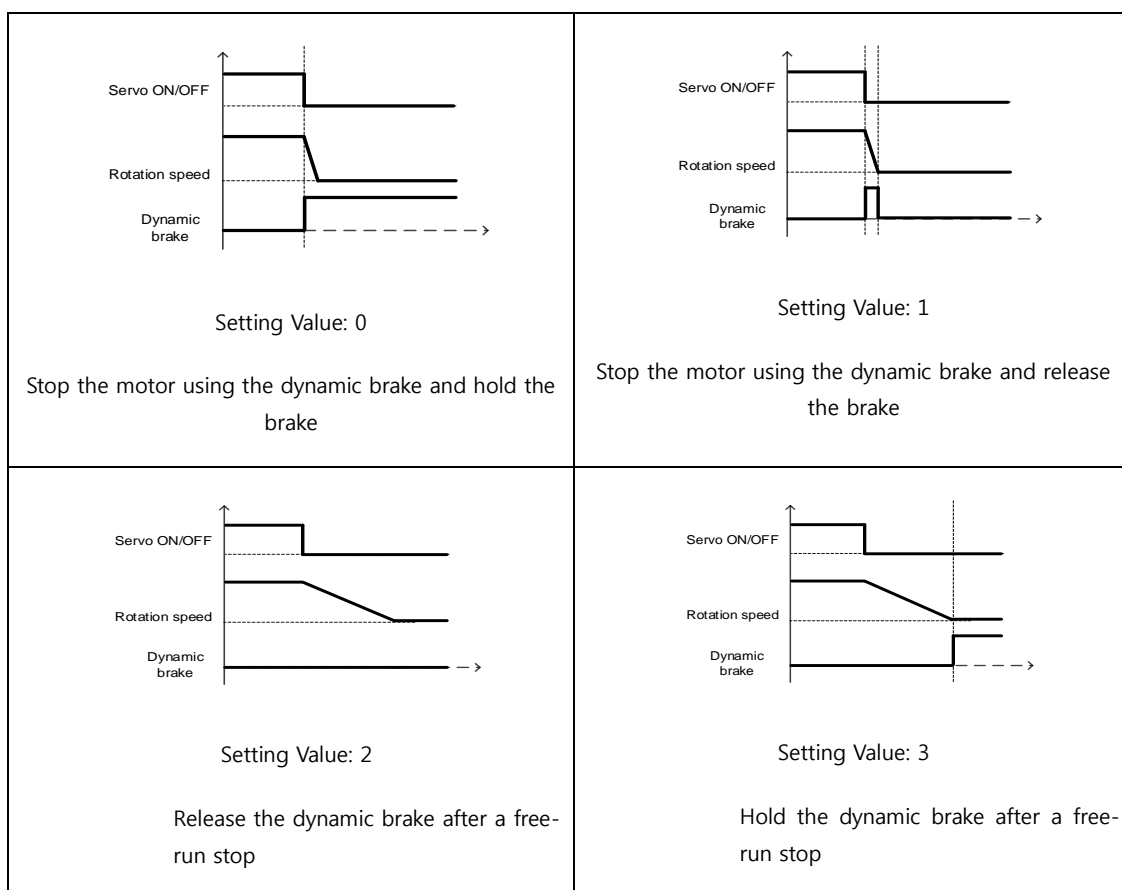 Servo ON/OFF
Rotation speed
Dynamic
brake
Setting Value: 0
Stop the motor using the dynamic brake and hold the
brake
Servo ON/OFF
Rotation speed
Dynamic
brake
Setting Value: 1
Stop the motor using the dynamic brake and release
the brake
Servo ON/OFF
Rotation speed
Dynamic
brake
Setting Value: 2
Release the dynamic brake after a free-
run stop
Servo ON/OFF
Rotation speed
Dynamic
brake
Setting Value: 3
Hold the dynamic brake after a free-
run stop